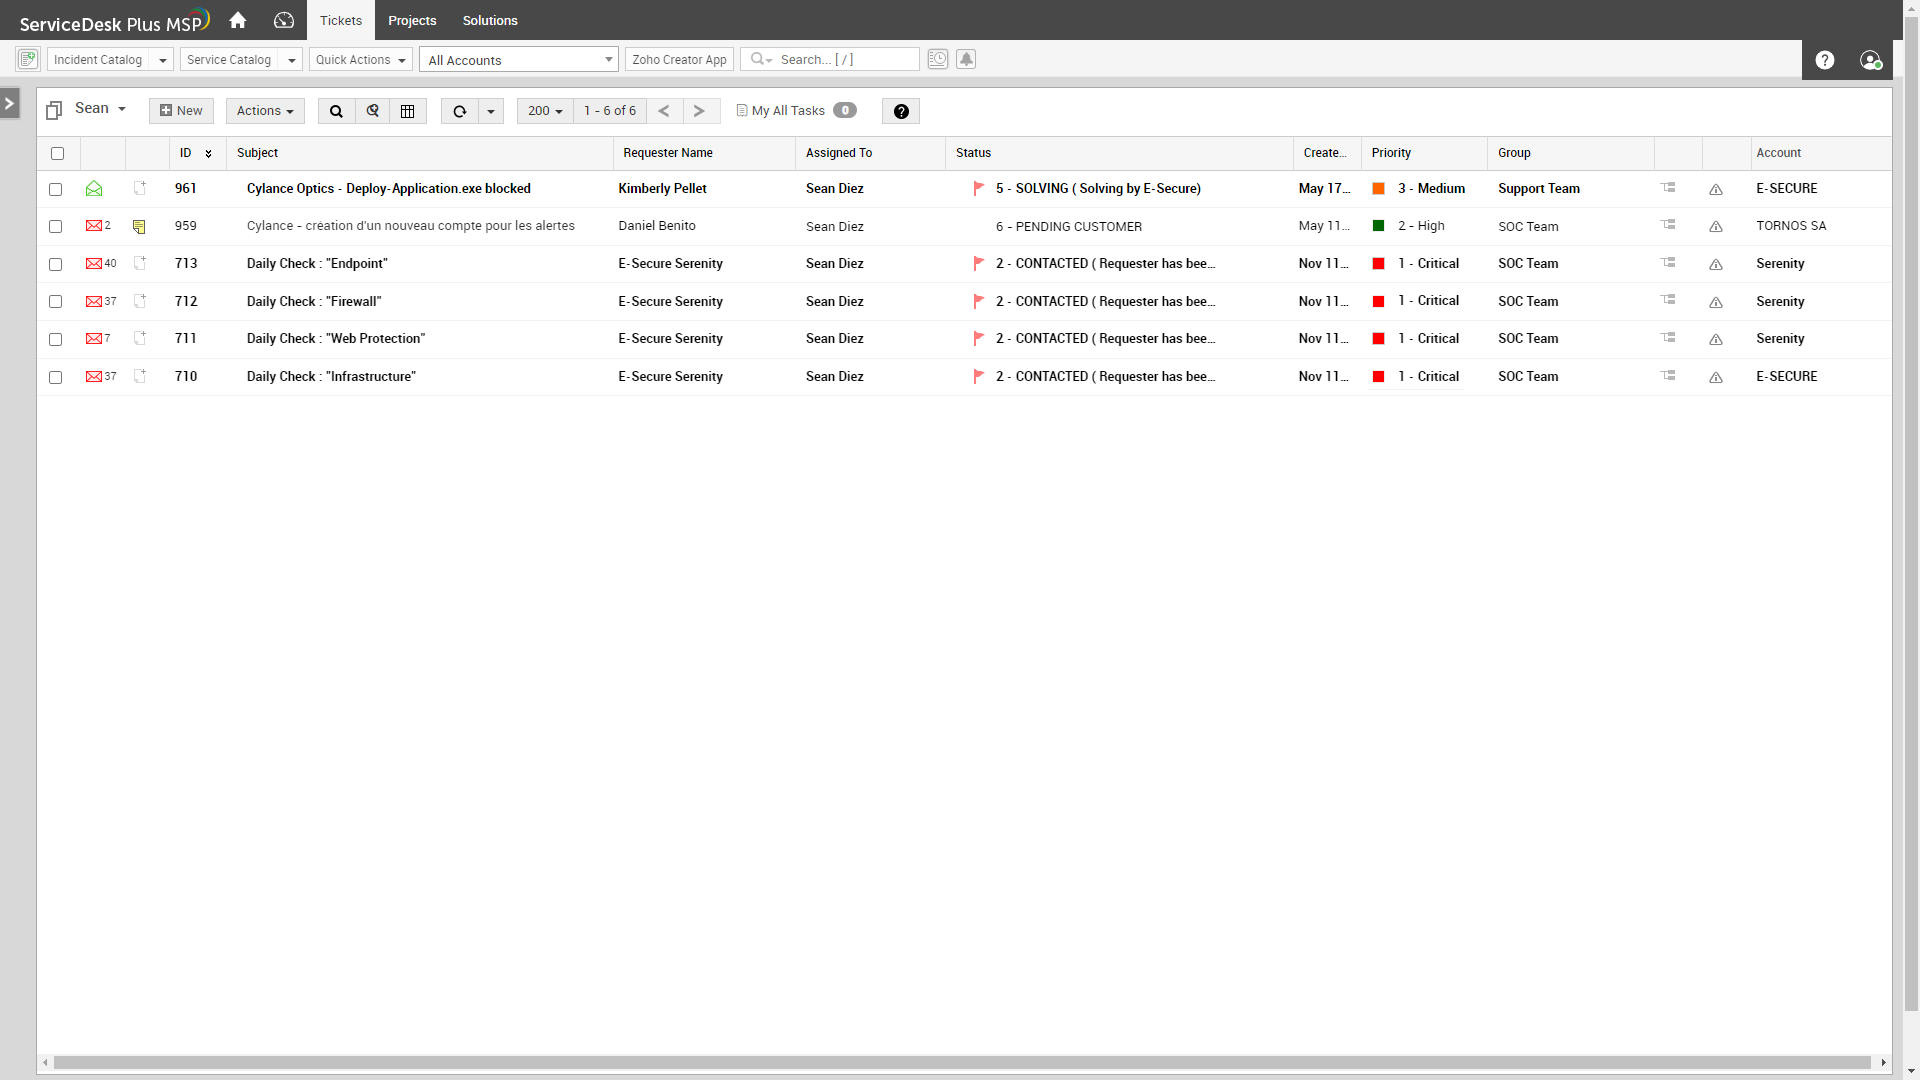 ServiceDesk Plus MSP Tickets Projects Solutions
Incident Catalog Service Catalog Quick Actions All Accounts Zoho Creator App Search... [ / ]
Sean New Actions 200 1 - 6 of 6 My All Tasks 0
ID Subject Requester Name Assigned To Status Create... Priority Group Account
961 Cylance Optics - Deploy-Application.exe blocked Kimberly Pellet Sean Diez 5 - SOLVING ( Solving by E-Secure) May 17... 3 - Medium Support Team E-SECURE
2 959 Cylance - création d'un nouveau compte pour les alertes Daniel Benito Sean Diez 6 - PENDING CUSTOMER May 11... 2 - High SOC Team TORNOS SA
40 713 Daily Check : "Endpoint" E-Secure Serenity Sean Diez 2 - CONTACTED ( Requester has bee... Nov 11... 1 - Critical SOC Team Serenity
37 712 Daily Check : "Firewall" E-Secure Serenity Sean Diez 2 - CONTACTED ( Requester has bee... Nov 11... 1 - Critical SOC Team Serenity
7 711 Daily Check : "Web Protection" E-Secure Serenity Sean Diez 2 - CONTACTED ( Requester has bee... Nov 11... 1 - Critical SOC Team Serenity
37 710 Daily Check : "Infrastructure" E-Secure Serenity Sean Diez 2 - CONTACTED ( Requester has bee... Nov 11... 1 - Critical SOC Team E-SECURE